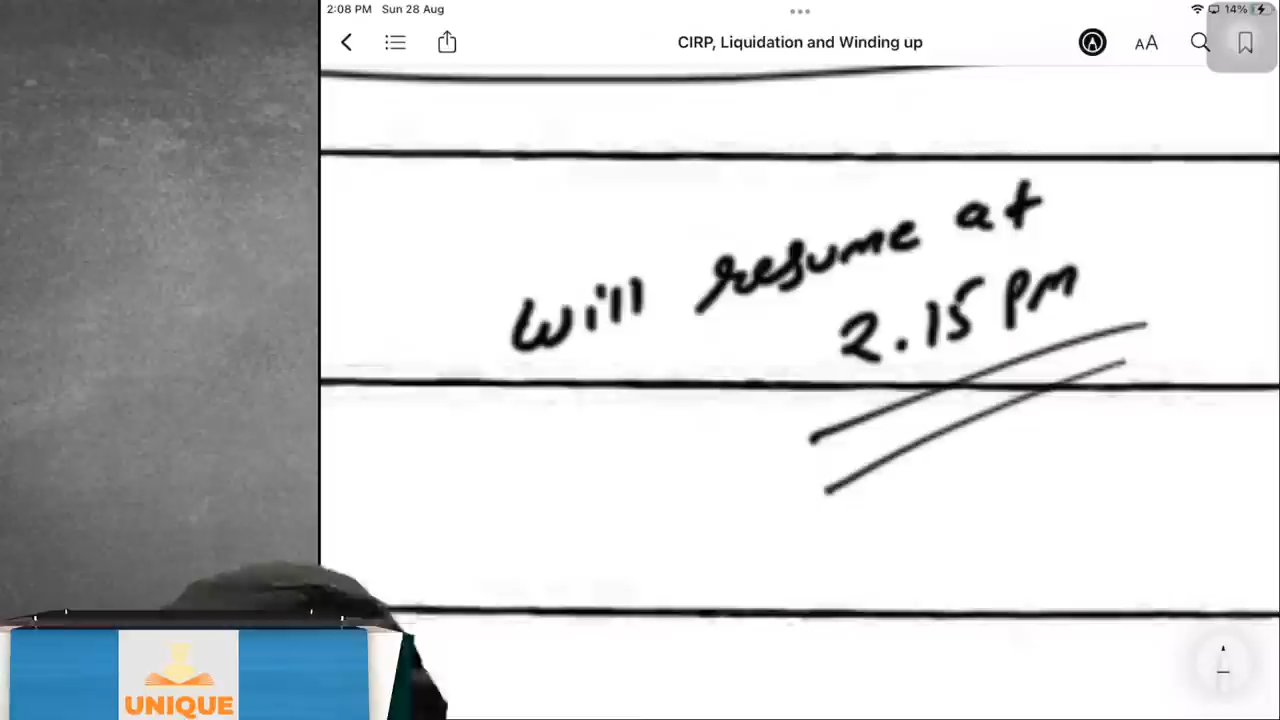 2:08 PM Sun 28 Aug
14%
CIRP, Liquidation and Winding up
AA
will resume at
2.15 pm
UNIQUE